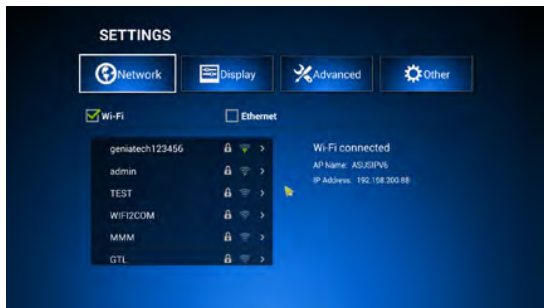 SETTINGS
Network
Display
Advanced
Other
Wi-Fi
Ethernet
geniatech123456
admin
TEST
WIFI2COM
MMM
GTL
Wi-Fi connected
AP Name: ASUSIPV6
IP Address: 192.168.200.88